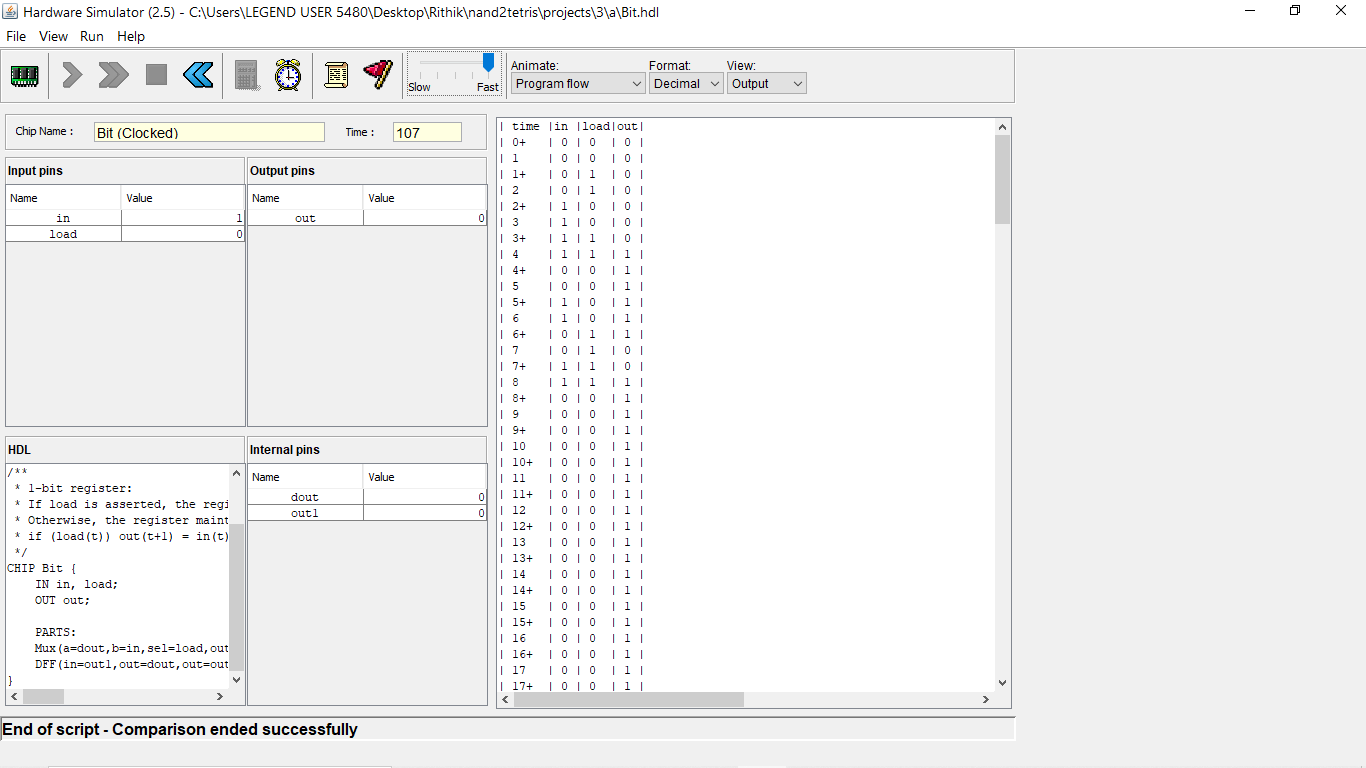 Hardware Simulator (2.5) - C:\Users\LEGEND USER 5480\Desktop\Rithik\nand2tetris\projects\3\a\Bit.hdl
File View Run Help
Slow Fast
Animate:
Program flow
Format:
Decimal
View:
Output
Chip Name : Bit (Clocked) Time : 107
Input pins
Name Value
in 1
load 0
Output pins
Name Value
out 0
HDL
/**
* 1-bit register:
* If load is asserted, the regi
* Otherwise, the register maint
* if (load(t)) out(t+1) = in(t)
*/
CHIP Bit {
IN in, load;
OUT out;
PARTS:
Mux(a=dout,b=in,sel=load,out
DFF(in=out1,out=dout,out=out
}
Internal pins
Name Value
dout 0
out1 0
| time |in |load|out|
| 0+ | 0 | 0 | 0 |
| 1 | 0 | 0 | 0 |
| 1+ | 0 | 1 | 0 |
| 2 | 0 | 1 | 0 |
| 2+ | 1 | 0 | 0 |
| 3 | 1 | 0 | 0 |
| 3+ | 1 | 1 | 0 |
| 4 | 1 | 1 | 1 |
| 4+ | 0 | 0 | 1 |
| 5 | 0 | 0 | 1 |
| 5+ | 1 | 0 | 1 |
| 6 | 1 | 0 | 1 |
| 6+ | 0 | 1 | 1 |
| 7 | 0 | 1 | 0 |
| 7+ | 1 | 1 | 0 |
| 8 | 1 | 1 | 1 |
| 8+ | 0 | 0 | 1 |
| 9 | 0 | 0 | 1 |
| 9+ | 0 | 0 | 1 |
| 10 | 0 | 0 | 1 |
| 10+ | 0 | 0 | 1 |
| 11 | 0 | 0 | 1 |
| 11+ | 0 | 0 | 1 |
| 12 | 0 | 0 | 1 |
| 12+ | 0 | 0 | 1 |
| 13 | 0 | 0 | 1 |
| 13+ | 0 | 0 | 1 |
| 14 | 0 | 0 | 1 |
| 14+ | 0 | 0 | 1 |
| 15 | 0 | 0 | 1 |
| 15+ | 0 | 0 | 1 |
| 16 | 0 | 0 | 1 |
| 16+ | 0 | 0 | 1 |
| 17 | 0 | 0 | 1 |
| 17+ | 0 | 0 | 1 |
End of script - Comparison ended successfully